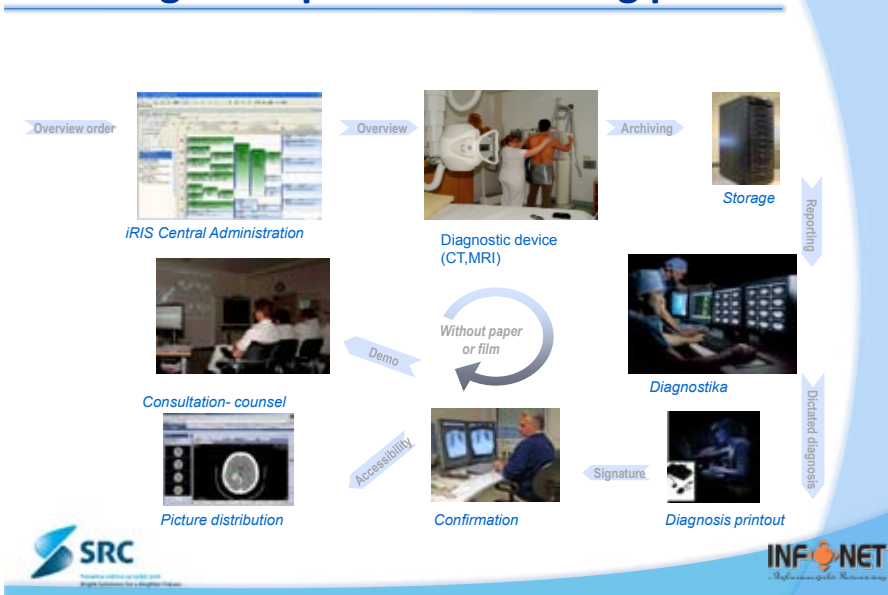 Overview order
Overview
Archiving
Storage
iRIS Central Administration
Diagnostic device
(CT,MRI)
Reporting
Without paper
or film
Demo
Diagnostika
Consultation- counsel
Dictated diagnosis
Accessibility
Signature
Picture distribution
Confirmation
Diagnosis printout
SRC
INFONET